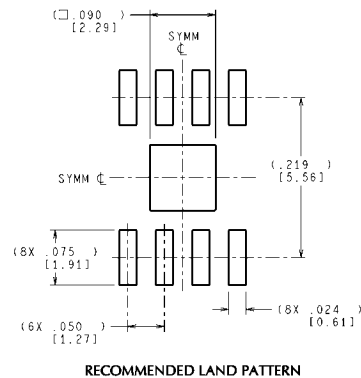 (□ .090 )
[2.29]
SYMM
℄
(.219 )
[5.56]
SYMM ℄
(8X .075 )
[1.91]
(8X .024 )
[0.61]
(6X .050 )
[1.27]
RECOMMENDED LAND PATTERN